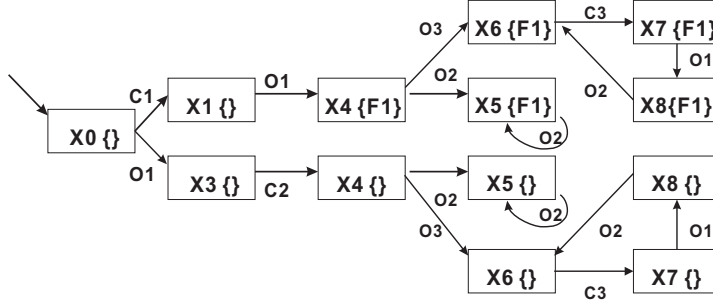 X6 {F1}
C3
X7 {F1}
O3
O1
C1
X1 {}
O1
X4 {F1}
O2
X5 {F1}
O2
X8{F1}
X0 {}
O2
O1
X3 {}
C2
X4 {}
O2
X5 {}
O2
X8 {}
O3
O2
O1
X6 {}
C3
X7 {}